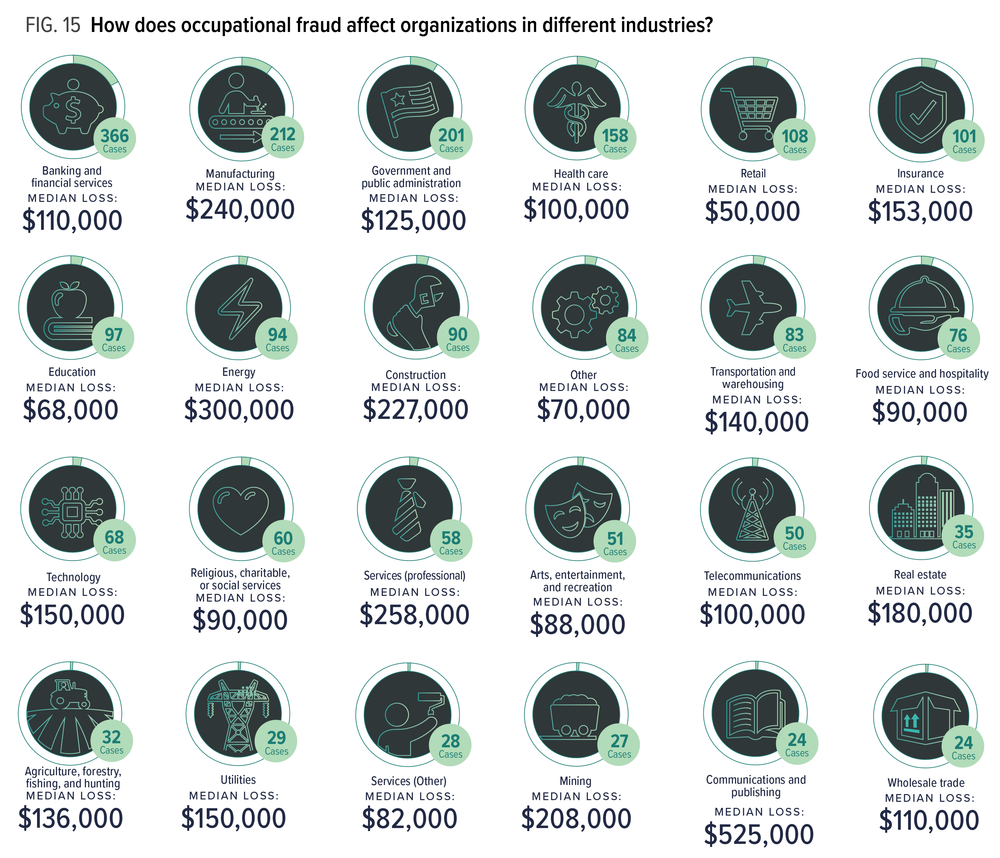 FIG. 15 How does occupational fraud affect organizations in different industries?
366
Cases
Banking and
financial services
MEDIAN LOSS:
$110,000
212
Cases
Manufacturing
MEDIAN LOSS:
$240,000
201
Cases
Government and
public administration
MEDIAN LOSS:
$125,000
158
Cases
Health care
MEDIAN LOSS:
$100,000
108
Cases
Retail
MEDIAN LOSS:
$50,000
101
Cases
Insurance
MEDIAN LOSS:
$153,000
97
Cases
Education
MEDIAN LOSS:
$68,000
94
Cases
Energy
MEDIAN LOSS:
$300,000
90
Cases
Construction
MEDIAN LOSS:
$227,000
84
Cases
Other
MEDIAN LOSS:
$70,000
83
Cases
Transportation and
warehousing
MEDIAN LOSS:
$140,000
76
Cases
Food service and hospitality
MEDIAN LOSS:
$90,000
68
Cases
Technology
MEDIAN LOSS:
$150,000
60
Cases
Religious, charitable,
or social services
MEDIAN LOSS:
$90,000
58
Cases
Services (professional)
MEDIAN LOSS:
$258,000
51
Cases
Arts, entertainment,
and recreation
MEDIAN LOSS:
$88,000
50
Cases
Telecommunications
MEDIAN LOSS:
$100,000
35
Cases
Real estate
MEDIAN LOSS:
$180,000
32
Cases
Agriculture, forestry,
fishing, and hunting
MEDIAN LOSS:
$136,000
29
Cases
Utilities
MEDIAN LOSS:
$150,000
28
Cases
Services (Other)
MEDIAN LOSS:
$82,000
27
Cases
Mining
MEDIAN LOSS:
$208,000
24
Cases
Communications and
publishing
MEDIAN LOSS:
$525,000
24
Cases
Wholesale trade
MEDIAN LOSS:
$110,000